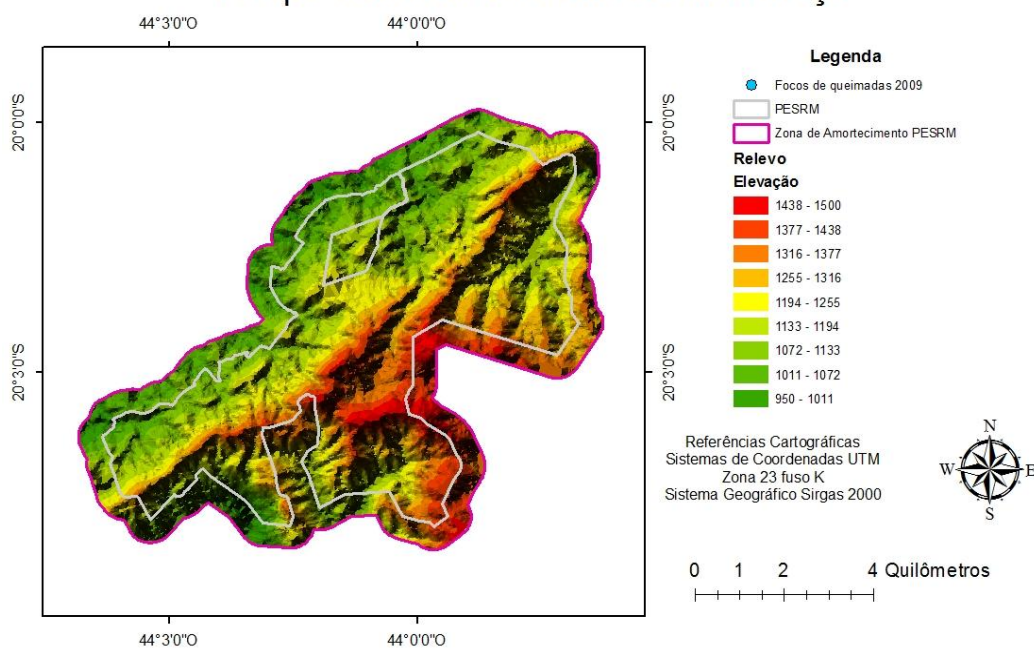 44°3'0"O 44°0'0"O
20°0'0"S 20°0'0"S
20°3'0"S 20°3'0"S
44°3'0"O 44°0'0"O
Legenda
Focos de queimadas 2009
PESRM
Zona de Amortecimento PESRM
Relevo
Elevação
1438 - 1500
1377 - 1438
1316 - 1377
1255 - 1316
1194 - 1255
1133 - 1194
1072 - 1133
1011 - 1072
950 - 1011
Referências Cartográficas
Sistemas de Coordenadas UTM
Zona 23 fuso K
Sistema Geográfico Sirgas 2000
N
W E
S
0 1 2 4 Quilômetros